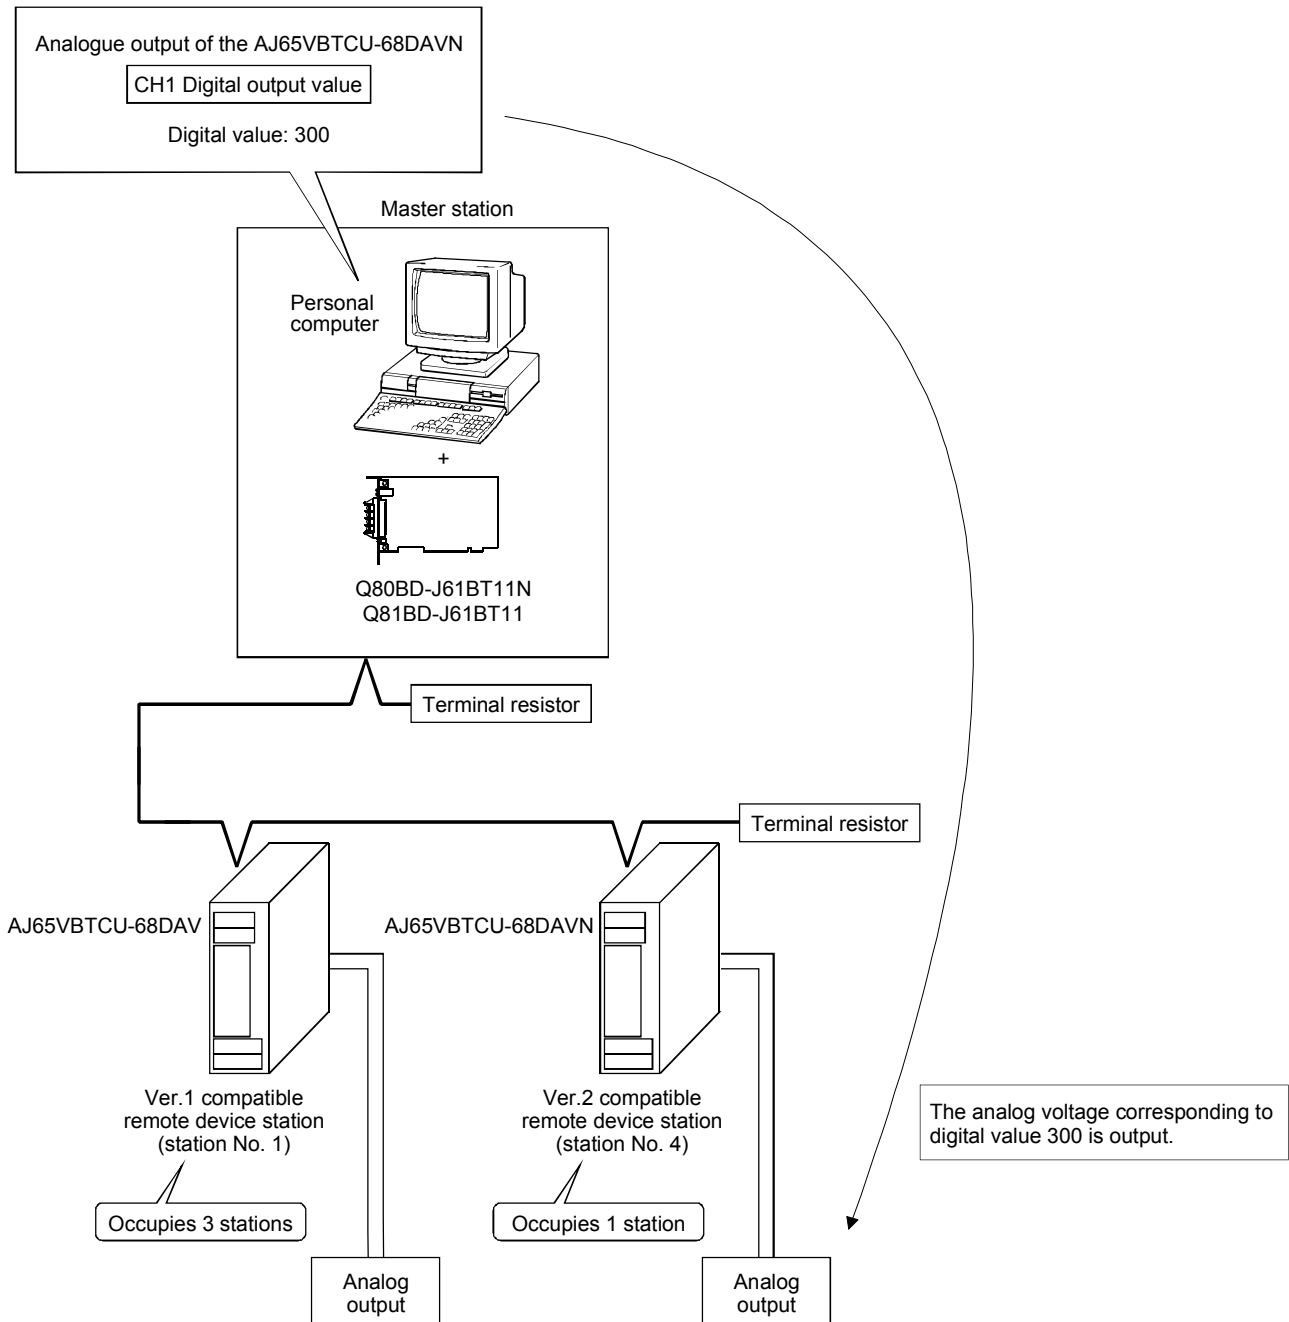 Analogue output of the AJ65VBTCU-68DAVN
CH1 Digital output value
Digital value: 300
Master station
Personal
computer
+
Q80BD-J61BT11N
Q81BD-J61BT11
Terminal resistor
Terminal resistor
AJ65VBTCU-68DAV
AJ65VBTCU-68DAVN
Ver.1 compatible
remote device station
(station No. 1)
Ver.2 compatible
remote device station
(station No. 4)
The analog voltage corresponding to
digital value 300 is output.
Occupies 3 stations
Occupies 1 station
Analog
output
Analog
output